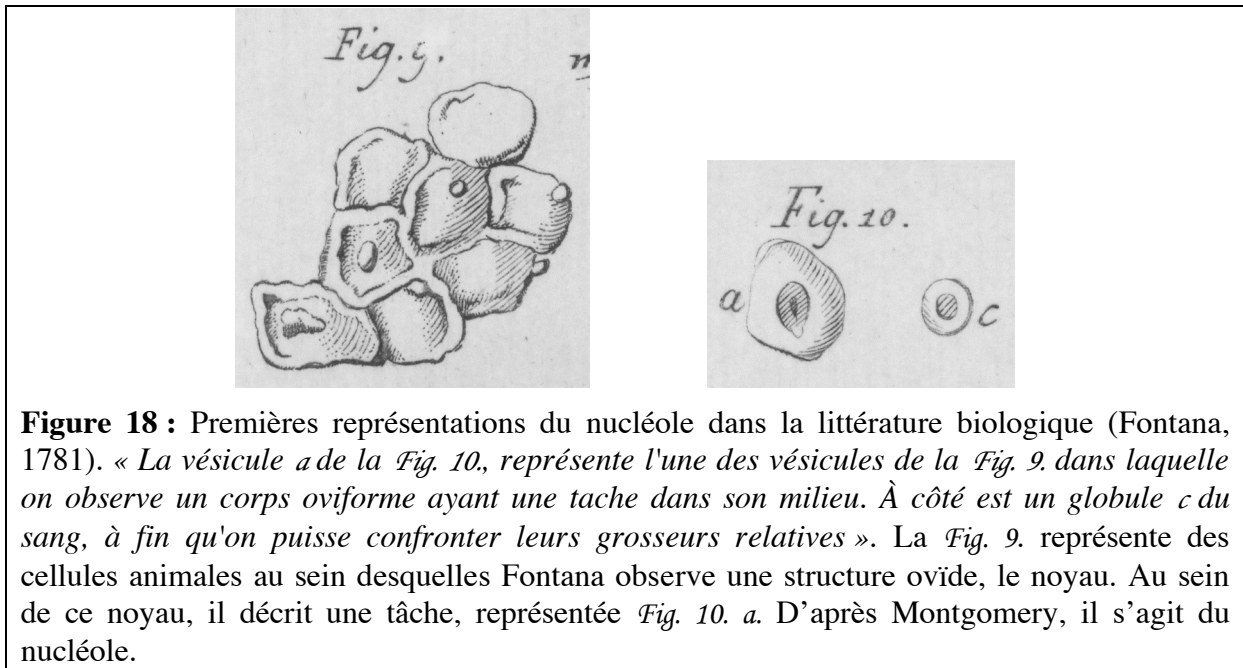 Fig. 9.
Fig. 10.
a
c
Figure 18 : Premières représentations du nucléole dans la littérature biologique (Fontana,
1781). « La vésicule a de la Fig. 10., représente l'une des vésicules de la Fig. 9. dans laquelle
on observe un corps oviforme ayant une tache dans son milieu. À côté est un globule c du
sang, à fin qu'on puisse confronter leurs grosseurs relatives ». La Fig. 9. représente des
cellules animales au sein desquelles Fontana observe une structure ovïde, le noyau. Au sein
de ce noyau, il décrit une tâche, représentée Fig. 10. a. D'après Montgomery, il s'agit du
nucléole.